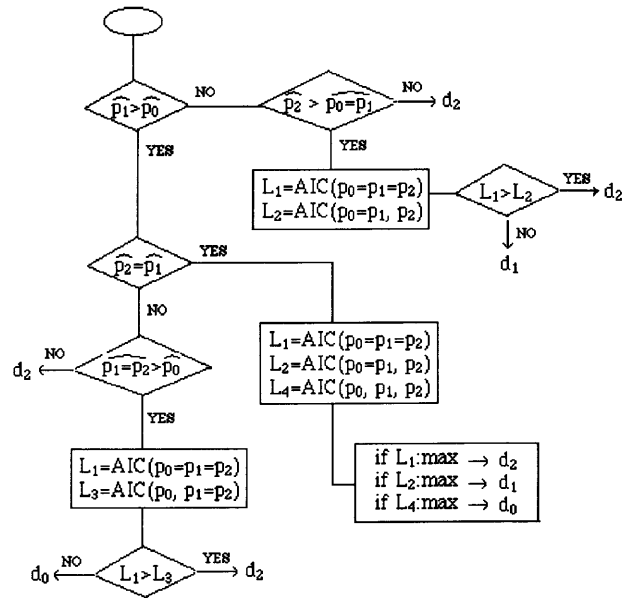 p̂₁>p̂₀
NO
p̂₂ > p̂₀=p₁
NO
d₂
YES
YES
L₁=AIC(p₀=p₁=p₂)
L₂=AIC(p₀=p₁, p₂)
L₁>L₂
YES
d₂
NO
d₁
p̂₂=p̂₁
YES
NO
L₁=AIC(p₀=p₁=p₂)
L₂=AIC(p₀=p₁, p₂)
L₄=AIC(p₀, p₁, p₂)
d₂
NO
p̂₁=p₂>p̂₀
YES
L₁=AIC(p₀=p₁=p₂)
L₃=AIC(p₀, p₁=p₂)
if L₁:max → d₂
if L₂:max → d₁
if L₄:max → d₀
d₀
NO
L₁>L₃
YES
d₂